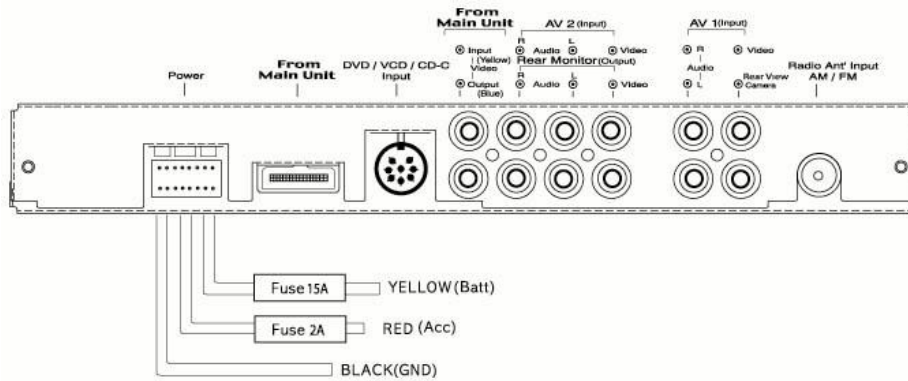 From
Main Unit
AV 2 (Input)
AV 1 (Input)
R
L
Input
(Yellow)
Video
Output
(Blue)
Audio
Video
Rear Monitor(Output)
R
L
Audio
Video
R
Audio
L
Video
Rear View
Camera
Radio Ant' Input
AM / FM
Power
From
Main Unit
DVD / VCD / CD-C
Input
Fuse 15A
YELLOW (Batt)
Fuse 2A
RED (Acc)
BLACK(GND)